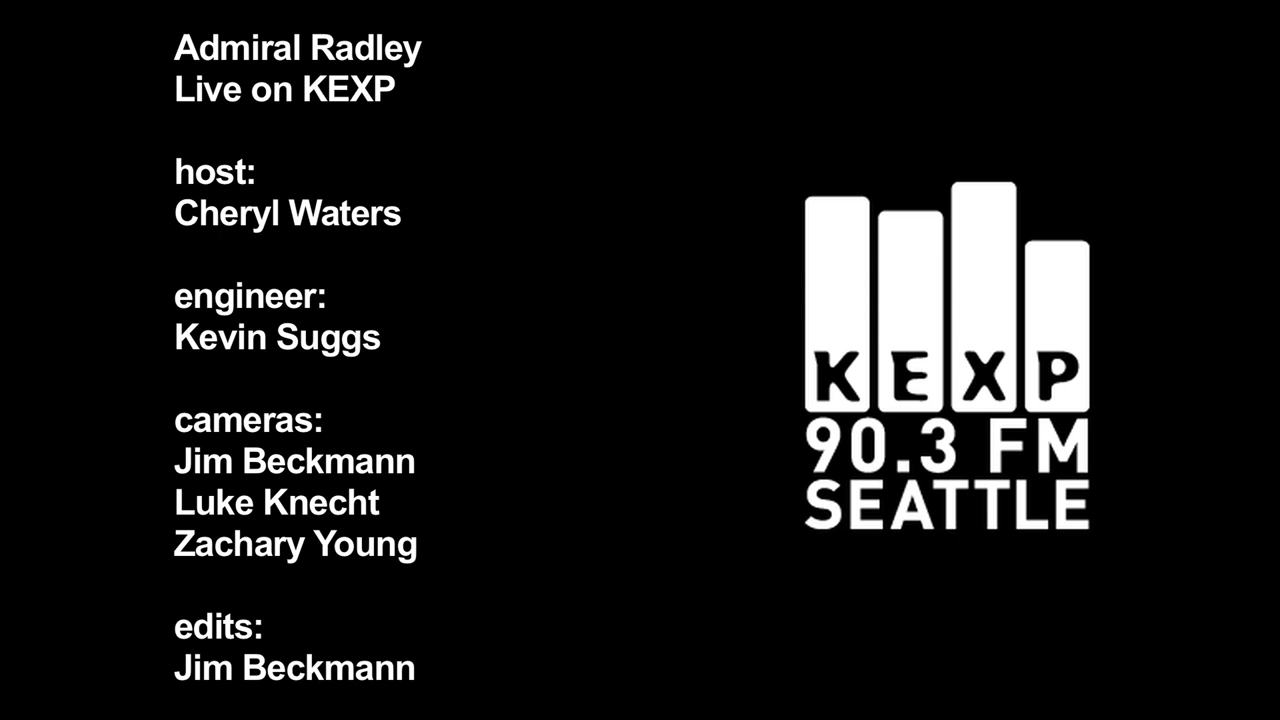 Admiral Radley
Live on KEXP
host:
Cheryl Waters
engineer:
Kevin Suggs
cameras:
Jim Beckmann
Luke Knecht
Zachary Young
edits:
Jim Beckmann
KEXP
90.3 FM
SEATTLE